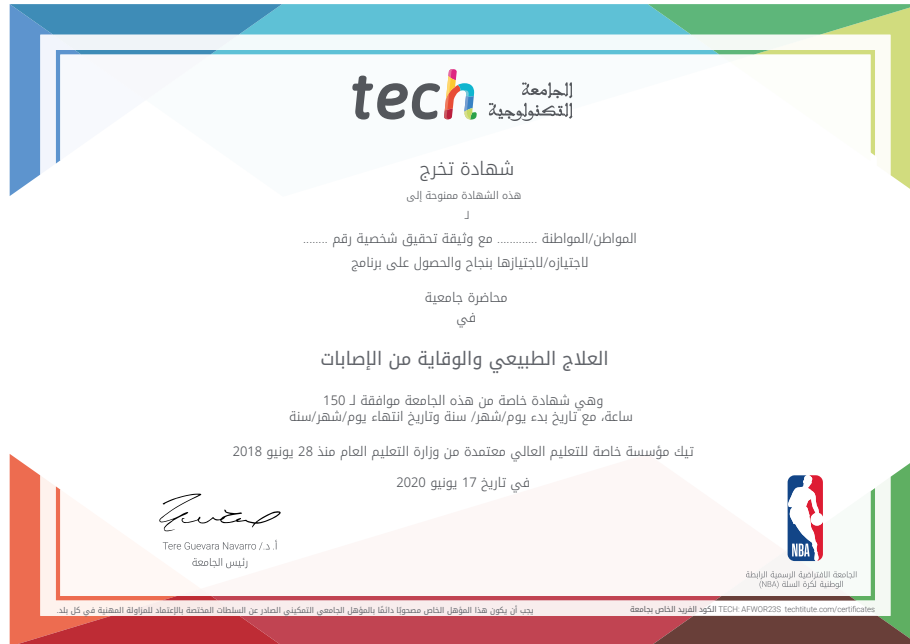 tech الجامعة
التكنولوجية
شهادة تخرج
هذه الشهادة ممنوحة إلى
لـ
المواطن/المواطنة ............ مع وثيقة تحقيق شخصية رقم ........
لاجتيازه/لاجتيازها بنجاح والحصول على برنامج
محاضرة جامعية
في
العلاج الطبيعي والوقاية من الإصابات
وهي شهادة خاصة من هذه الجامعة موافقة لـ 150
ساعة، مع تاريخ بدء يوم/شهر/ سنة وتاريخ انتهاء يوم/شهر/سنة
تيك مؤسسة خاصة للتعليم العالي معتمدة من وزارة التعليم العام منذ 28 يونيو 2018
في تاريخ 17 يونيو 2020
أ. د./ Tere Guevara Navarro
رئيس الجامعة
NBA
الجامعة الافتراضية الرسمية الرابطة
الوطنية لكرة السلة (NBA)
يجب أن يكون هذا المؤهل الخاص مصحوبًا دائمًا بالمؤهل الجامعي التمكيني الصادر عن السلطات المختصة بالإعتماد للمزاولة المهنية في كل بلد.
الكود الفريد الخاص بجامعة TECH: AFWOR23S techtitute.com/certificates